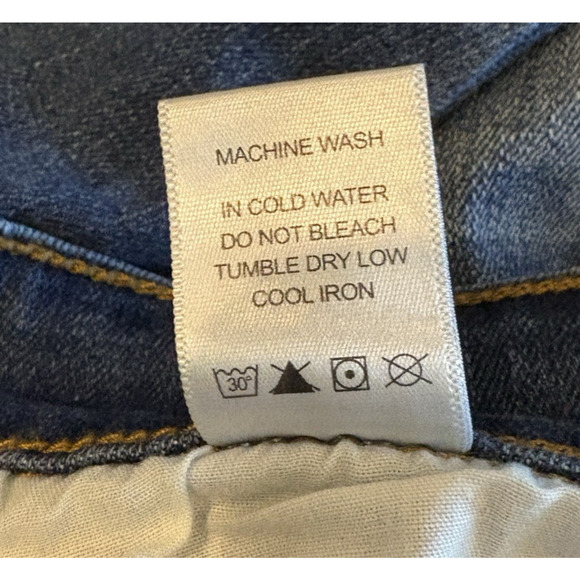 MACHINE WASH
IN COLD WATER
DO NOT BLEACH
TUMBLE DRY LOW
COOL IRON
30°